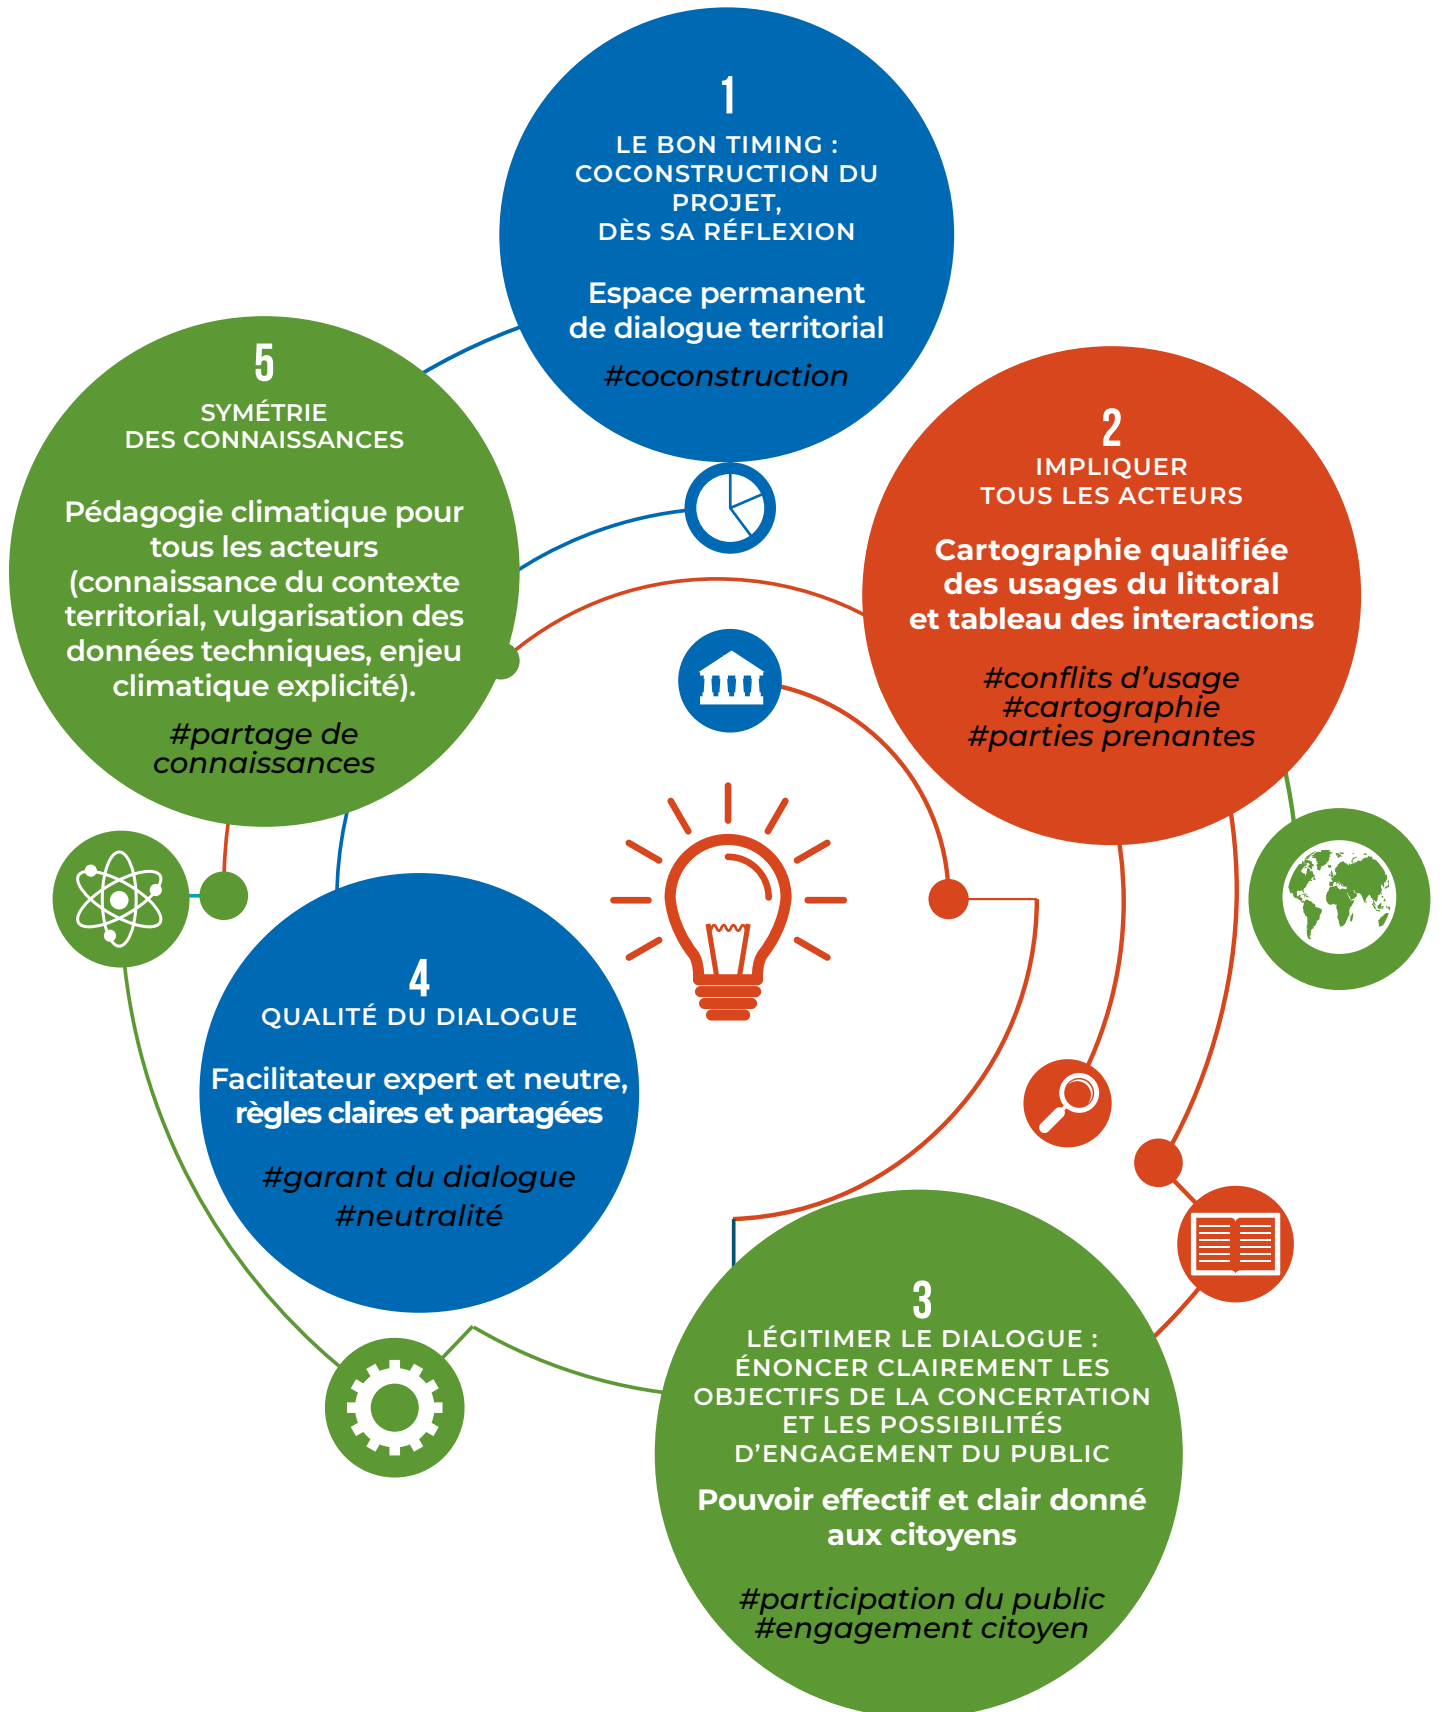 1
LE BON TIMING :
COCONSTRUCTION DU
PROJET,
DÈS SA RÉFLEXION
Espace permanent
de dialogue territorial
#coconstruction
2
IMPLIQUER
TOUS LES ACTEURS
Cartographie qualifiée
des usages du littoral
et tableau des interactions
#conflits d’usage
#cartographie
#parties prenantes
3
LÉGITIMER LE DIALOGUE :
ÉNONCER CLAIREMENT LES
OBJECTIFS DE LA CONCERTATION
ET LES POSSIBILITÉS
D’ENGAGEMENT DU PUBLIC
Pouvoir effectif et clair donné
aux citoyens
#participation du public
#engagement citoyen
4
QUALITÉ DU DIALOGUE
Facilitateur expert et neutre,
règles claires et partagées
#garant du dialogue
#neutralité
5
SYMÉTRIE
DES CONNAISSANCES
Pédagogie climatique pour
tous les acteurs
(connaissance du contexte
territorial, vulgarisation des
données techniques, enjeu
climatique explicité).
#partage de
connaissances